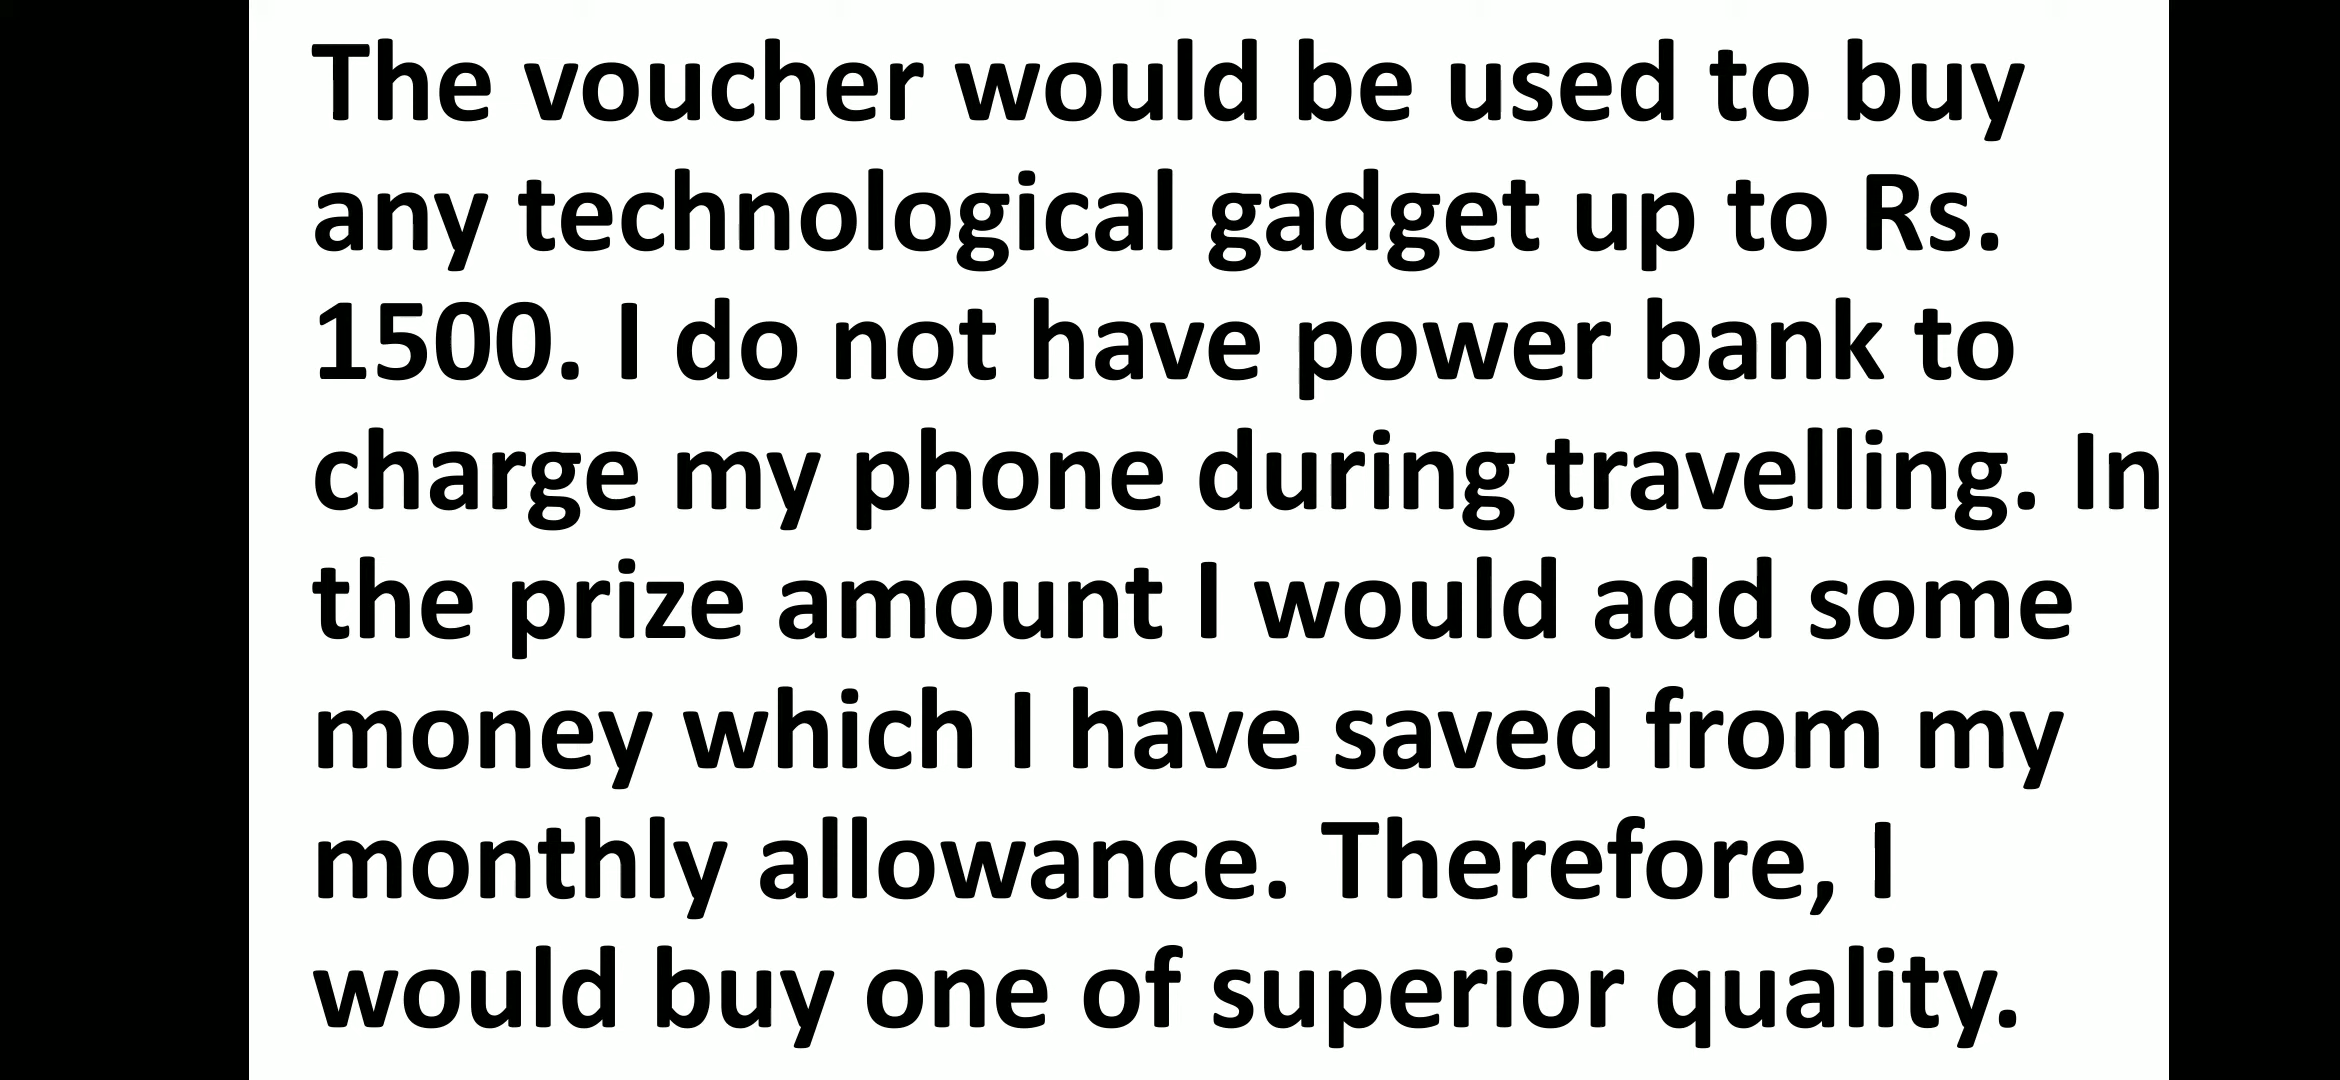 The voucher would be used to buy
any technological gadget up to Rs.
1500. I do not have power bank to
charge my phone during travelling. In
the prize amount I would add some
money which I have saved from my
monthly allowance. Therefore, I
would buy one of superior quality.